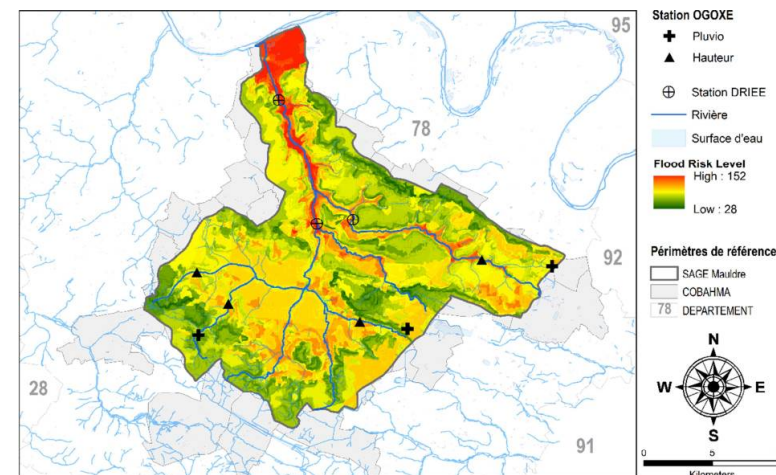 95
78
92
28
91
Station OGOXE
Pluvio
Hauteur
Station DRIEE
Rivière
Surface d'eau
Flood Risk Level
High : 152
Low : 28
Périmètres de référence
SAGE Mauldre
COBAHMA
78 DEPARTEMENT
N
W E
S
0 5
Kilometers